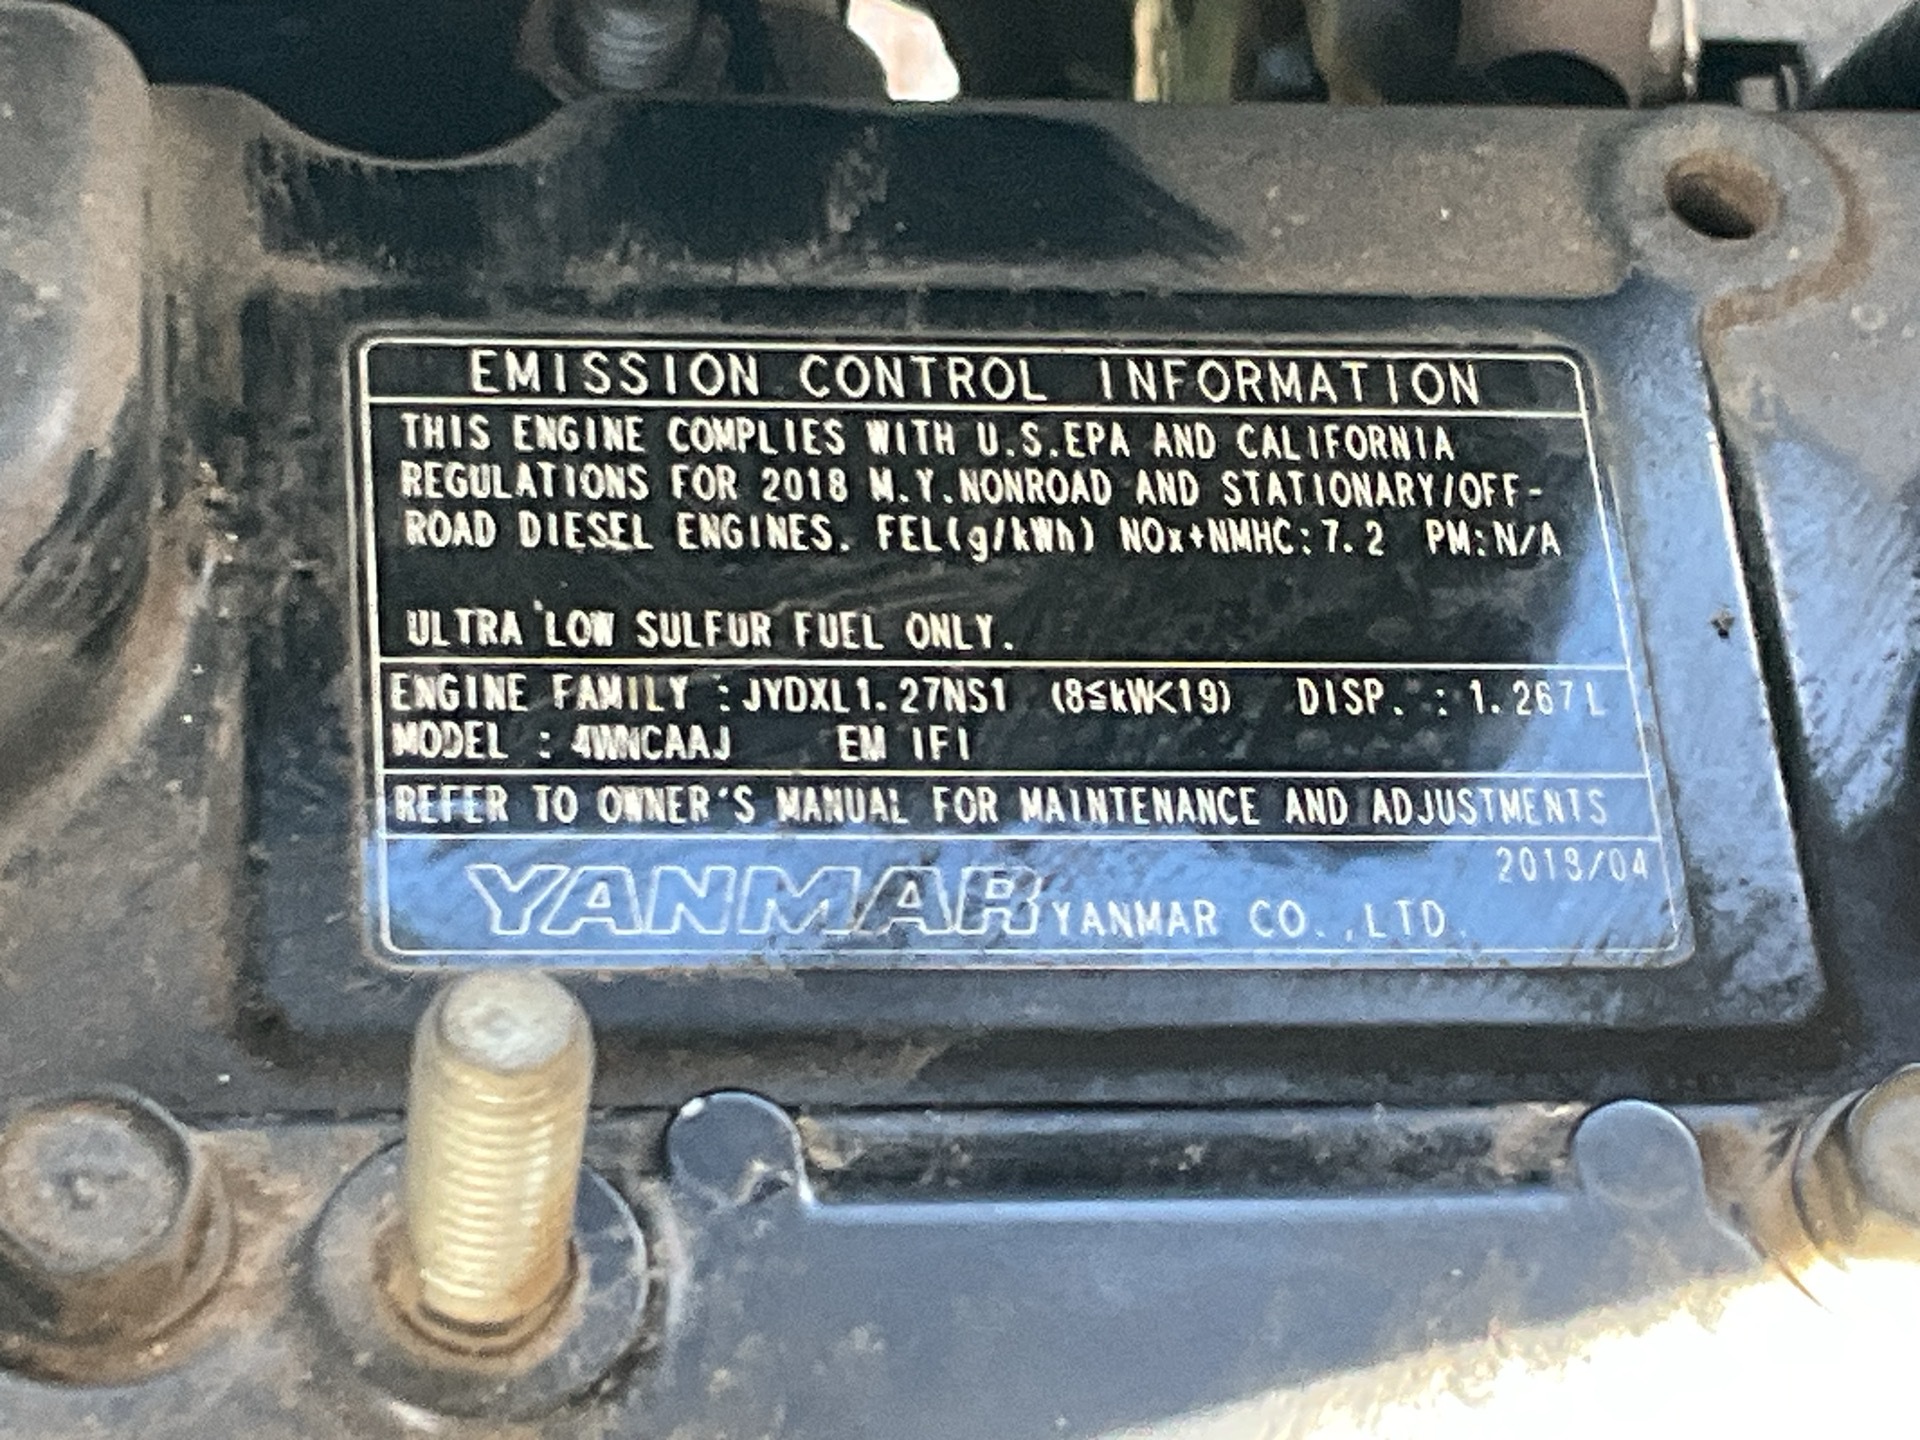 EMISSION CONTROL INFORMATION
THIS ENGINE COMPLIES WITH U.S.EPA AND CALIFORNIA
REGULATIONS FOR 2018 M.Y.NONROAD AND STATIONARY/OFF-
ROAD DIESEL ENGINES. FEL(g/kWh) NOx+NMHC:7.2 PM:N/A
ULTRA LOW SULFUR FUEL ONLY.
ENGINE FAMILY : JYDXL1.27NS1 (8≤kW<19) DISP. : 1.267L
MODEL : 4WNCAAJ EM IFI
REFER TO OWNER'S MANUAL FOR MAINTENANCE AND ADJUSTMENTS
2018/04
YANMAR YANMAR CO.,LTD.